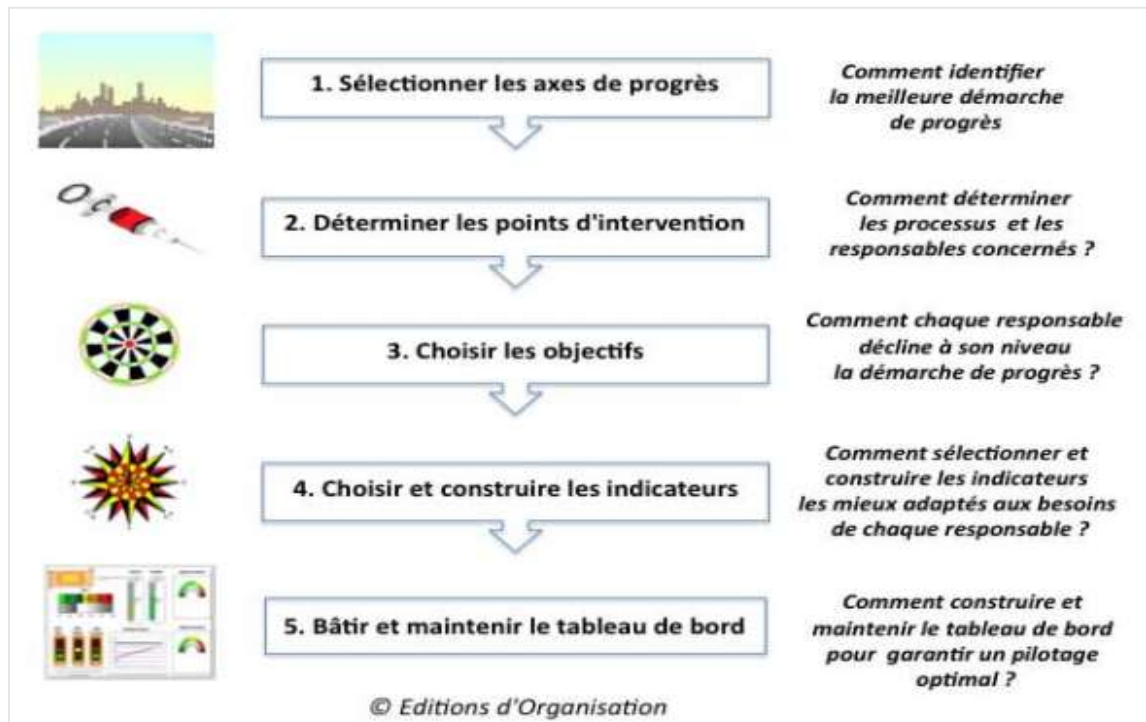 1. Sélectionner les axes de progrès
Comment identifier
la meilleure démarche
de progrès
2. Déterminer les points d'intervention
Comment déterminer
les processus et les
responsables concernés ?
3. Choisir les objectifs
Comment chaque responsable
décline à son niveau
la démarche de progrès ?
4. Choisir et construire les indicateurs
Comment sélectionner et
construire les indicateurs
les mieux adaptés aux besoins
de chaque responsable ?
5. Bâtir et maintenir le tableau de bord
Comment construire et
maintenir le tableau de bord
pour garantir un pilotage
optimal ?
© Editions d'Organisation